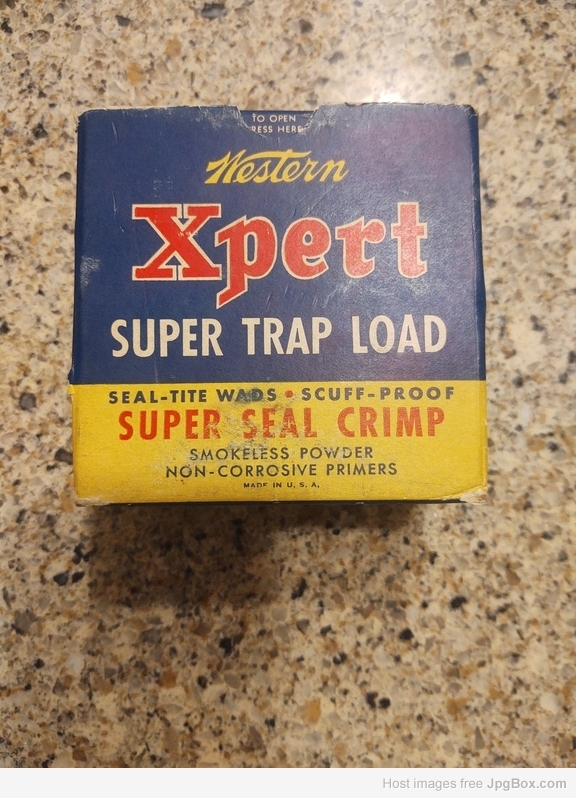 TO OPEN
PRESS HERE
Western
Xpert
SUPER TRAP LOAD
SEAL-TITE WADS • SCUFF-PROOF
SUPER SEAL CRIMP
SMOKELESS POWDER
NON-CORROSIVE PRIMERS
MADE IN U.S.A.
Host images free JpgBox.com